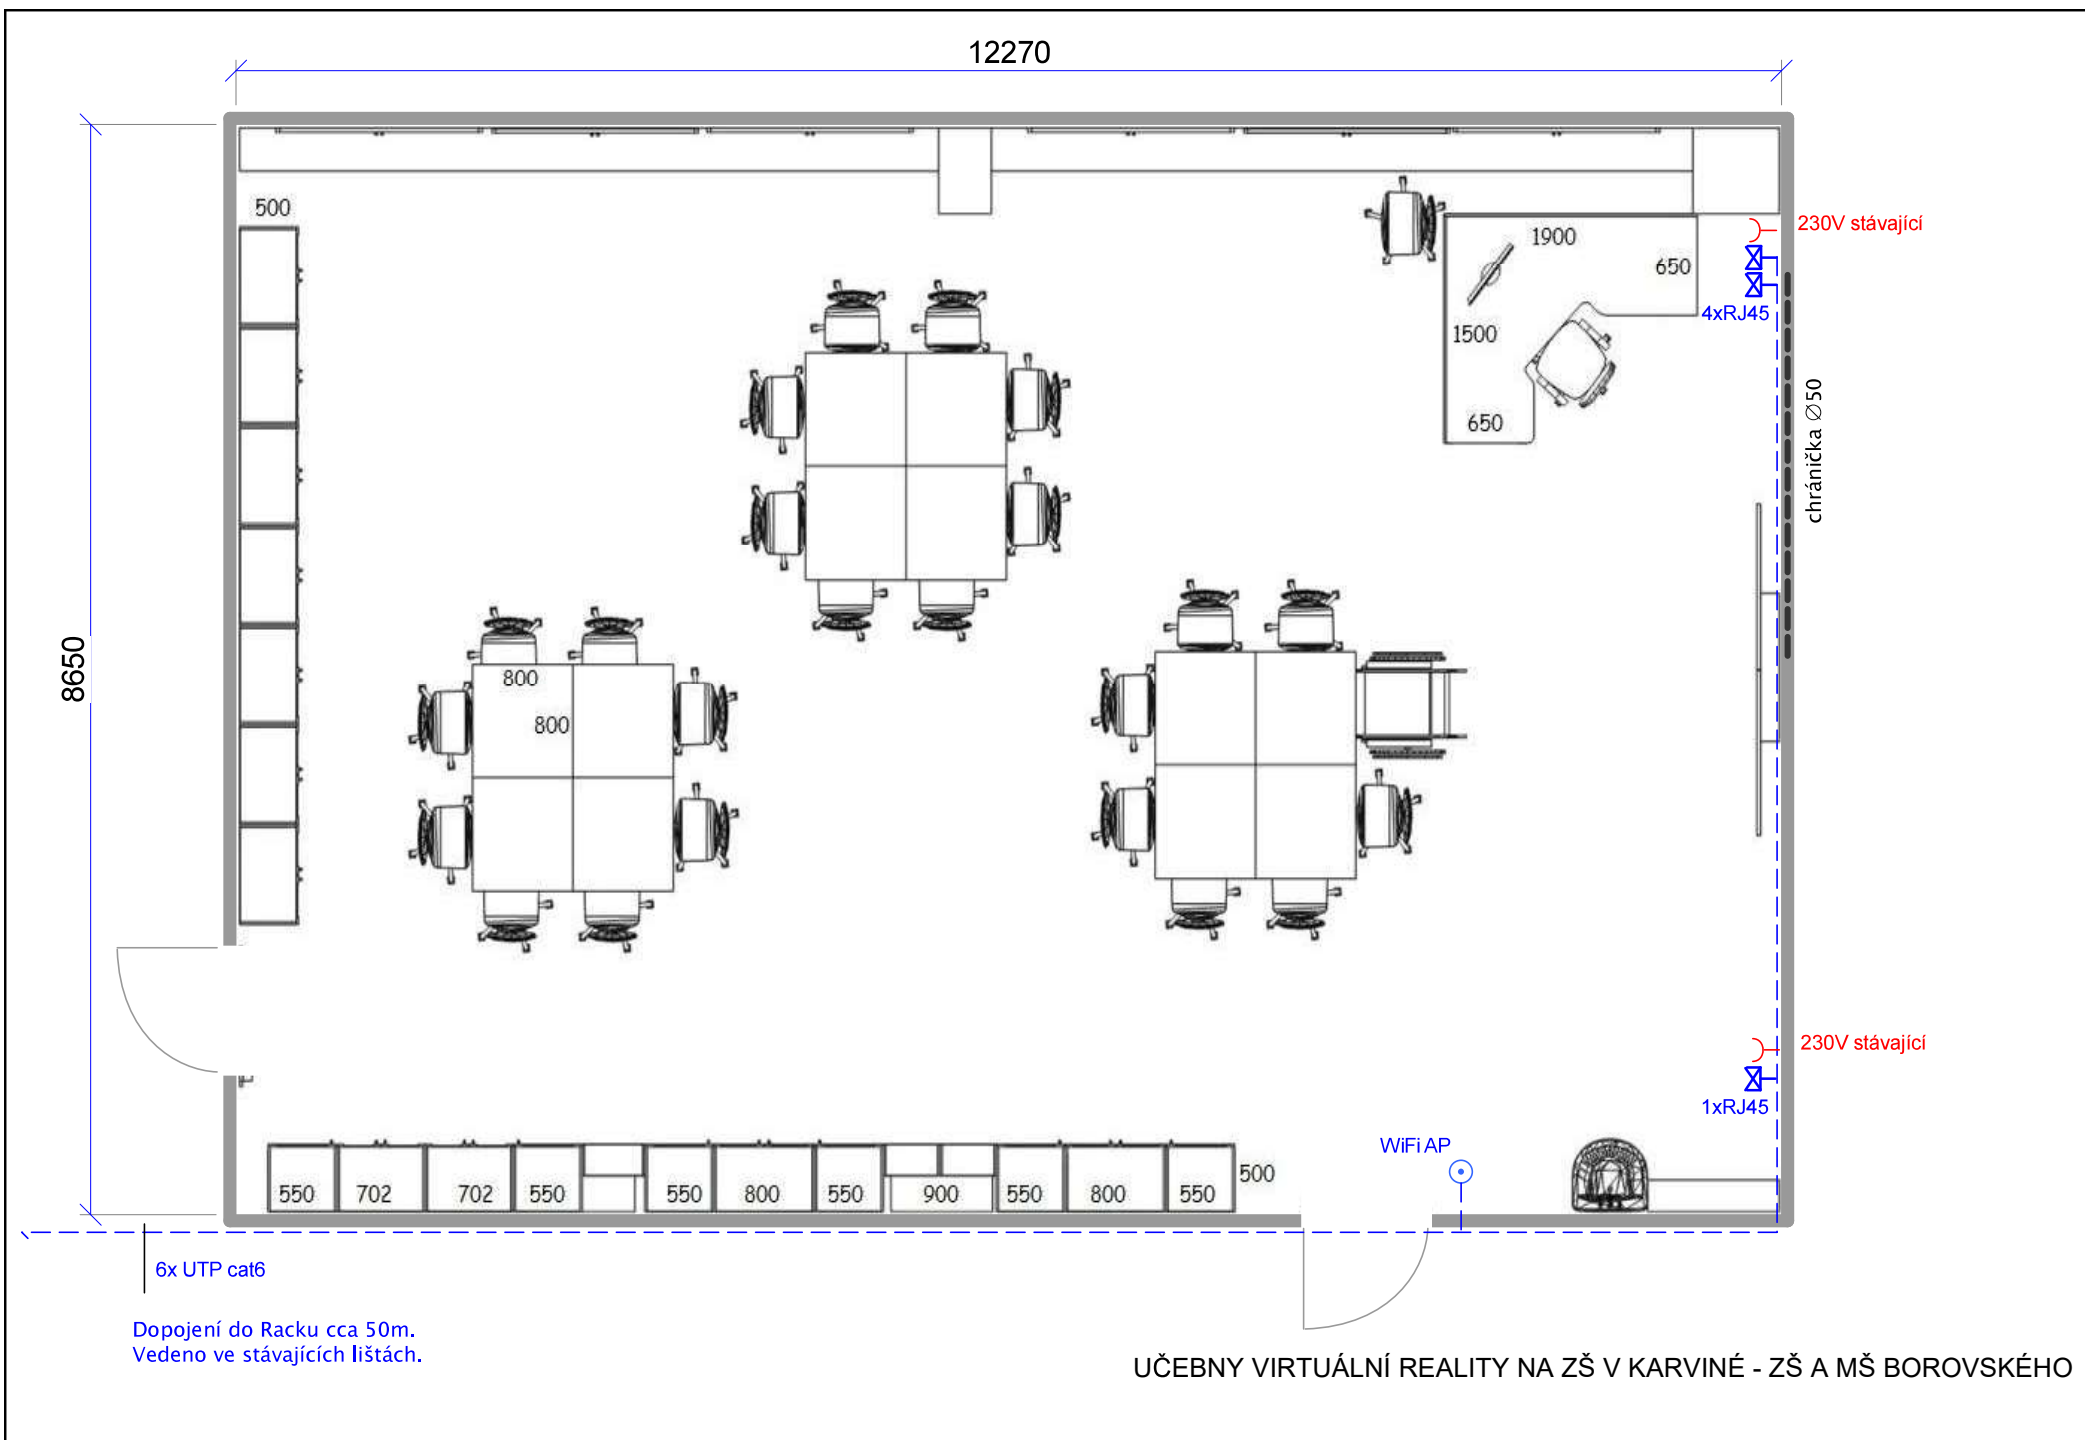 12270
500
1900
650
230V stávající
4xRJ45
1500
chránička ∅50
650
8650
800
800
230V stávající
1xRJ45
WiFi AP
550
702
702
550
550
800
550
900
550
800
550
500
6x UTP cat6
Dopojení do Racku cca 50m.
Vedeno ve stávajících lištách.
UČEBNY VIRTUÁLNÍ REALITY NA ZŠ V KARVINÉ - ZŠ A MŠ BOROVSKÉHO